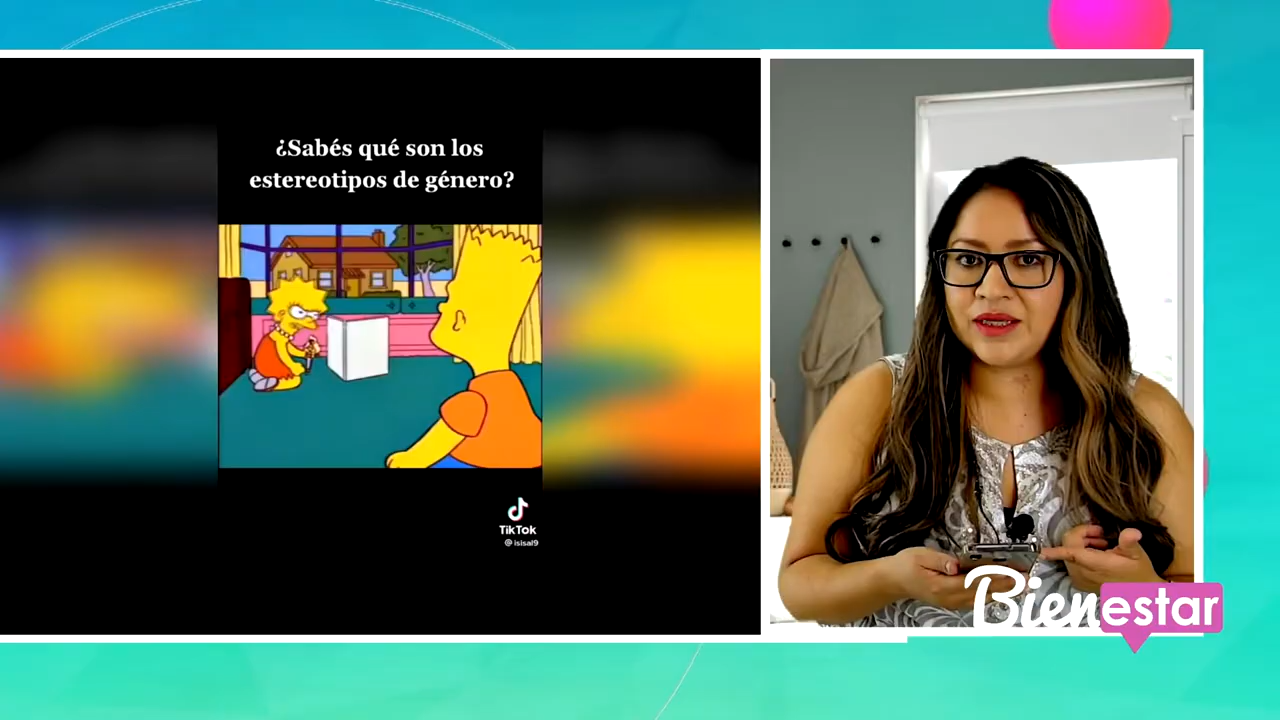 ¿Sabés qué son los
estereotipos de género?
TikTok
@isisal9
Bienestar